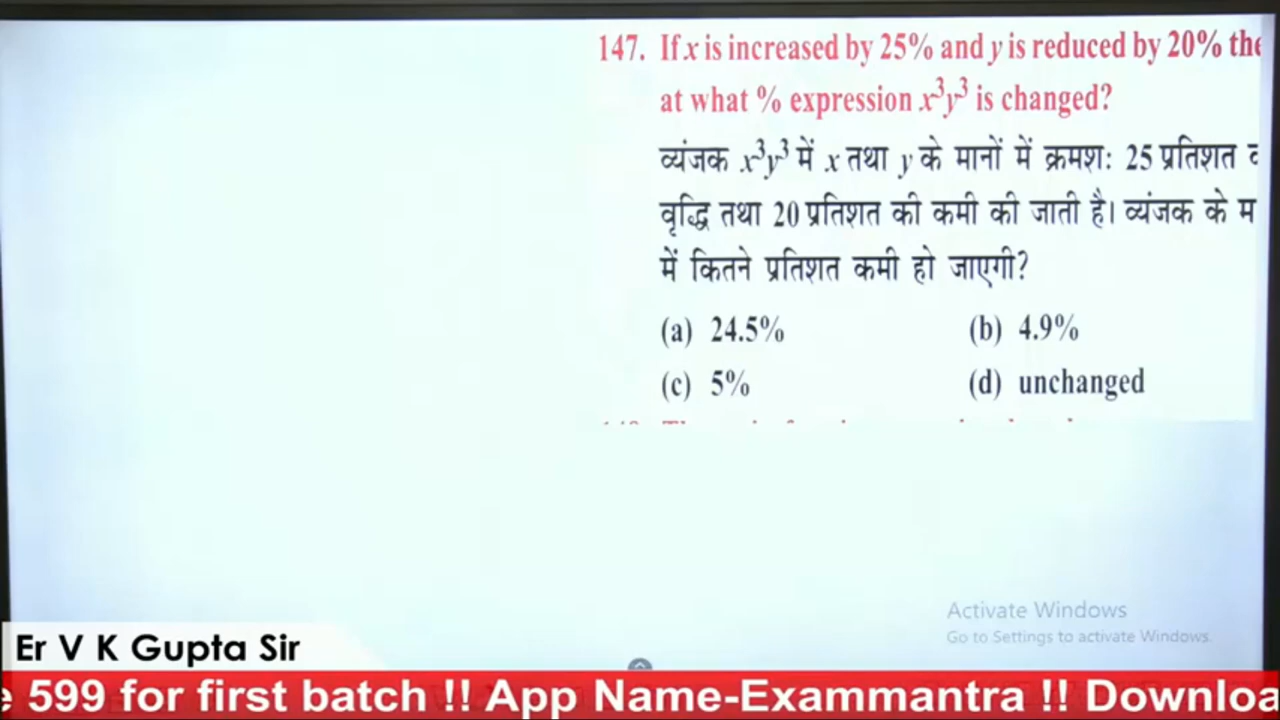 147. If x is increased by 25% and y is reduced by 20% the
at what % expression x³y³ is changed?
व्यंजक x³y³ में x तथा y के मानों में क्रमशः 25 प्रतिशत
वृद्धि तथा 20 प्रतिशत की कमी की जाती है। व्यंजक के म
में कितने प्रतिशत कमी हो जाएगी?
(a) 24.5% (b) 4.9%
(c) 5% (d) unchanged
Activate Windows
Go to Settings to activate Windows.
Er V K Gupta Sir
e 599 for first batch !! App Name-Exammantra !! Downloa